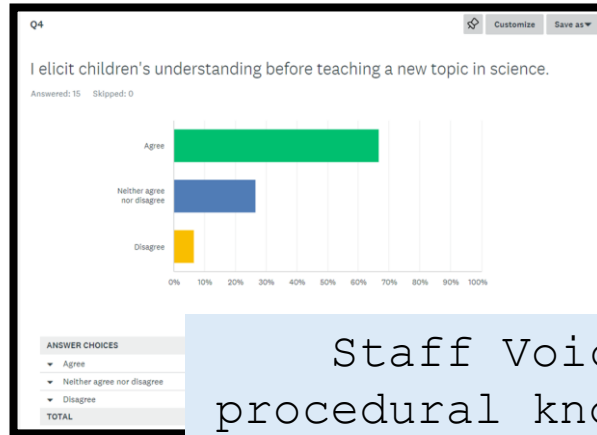 Q4
Customize Save as
I elicit children's understanding before teaching a new topic in science.
Answered: 15 Skipped: 0
Agree
Neither agree
nor disagree
Disagree
0% 10% 20% 30% 40% 50% 60% 70% 80% 90% 100%
ANSWER CHOICES
Agree
Neither agree nor disagree
Disagree
TOTAL
Staff
procedural